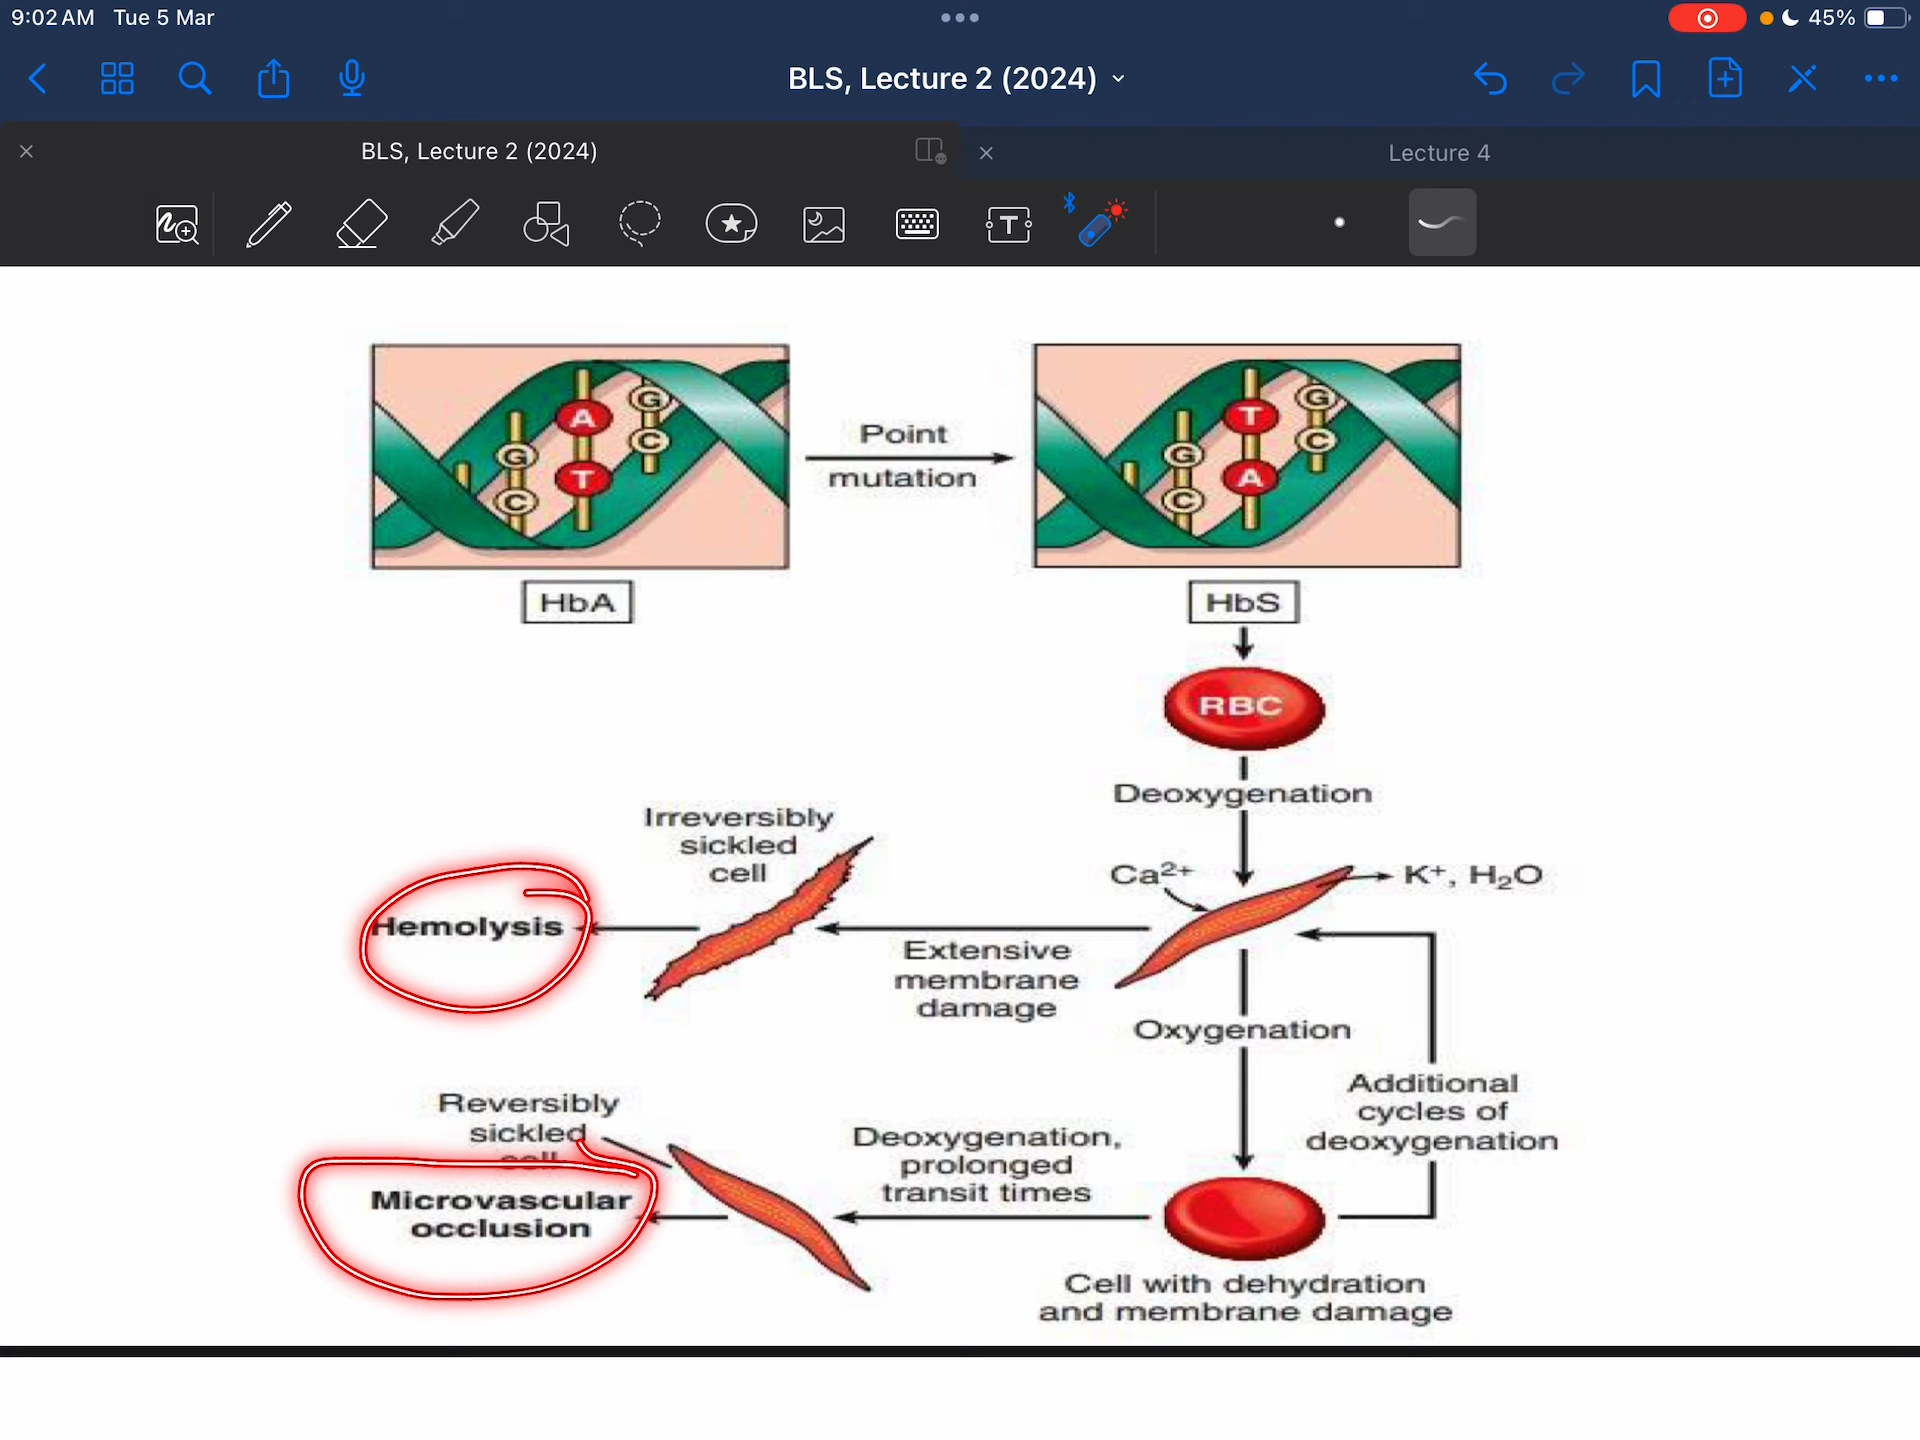 9:02 AM Tue 5 Mar
45%
BLS, Lecture 2 (2024)
BLS, Lecture 2 (2024)
Lecture 4
T
G
A
C
G
T
C
Point
mutation
G
T
C
G
A
C
HbA
HbS
RBC
Deoxygenation
Irreversibly
sickled
cell
Ca²⁺
K⁺, H₂O
Hemolysis
Extensive
membrane
damage
Oxygenation
Additional
cycles of
deoxygenation
Reversibly
sickled
cell
Deoxygenation,
prolonged
transit times
Microvascular
occlusion
Cell with dehydration
and membrane damage